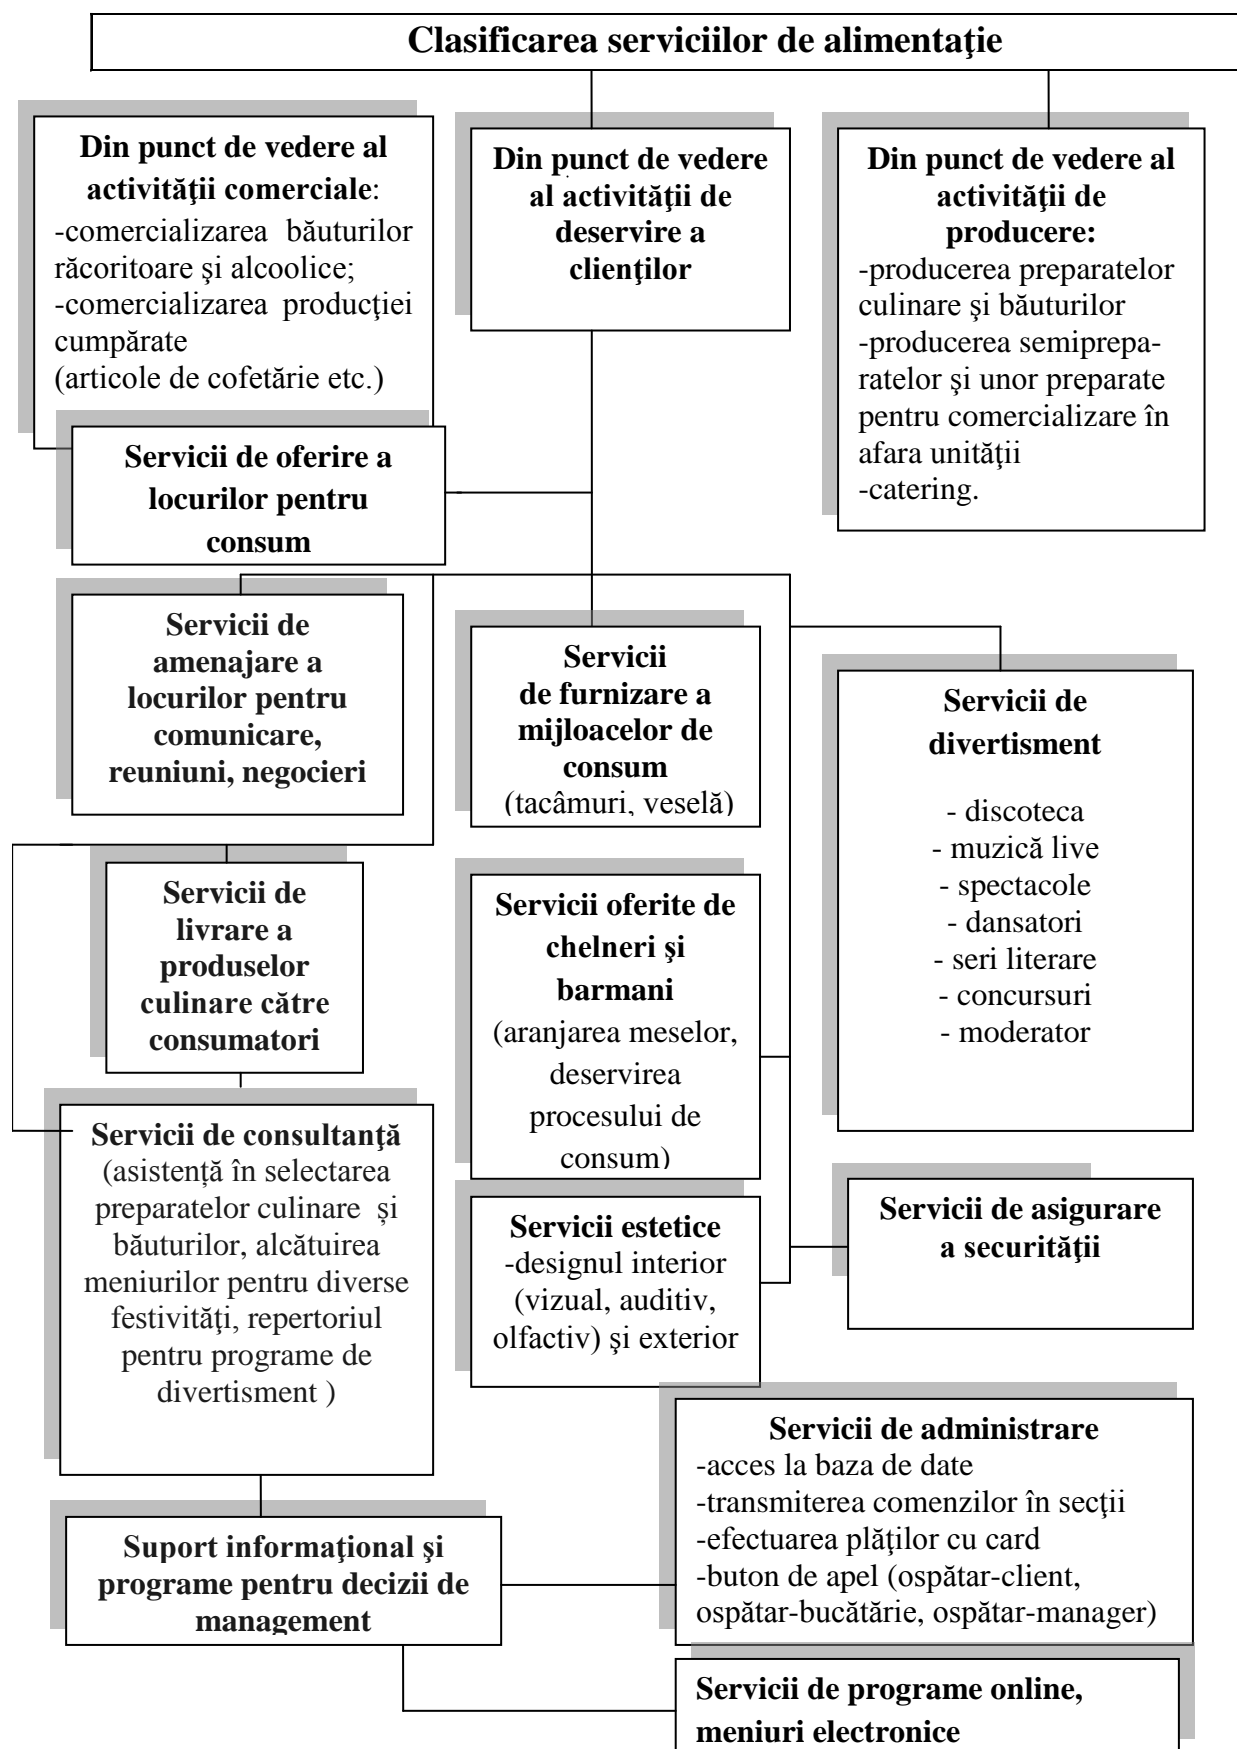 Clasificarea serviciilor de alimentaţie
Din punct de vedere al
activităţii comerciale:
-comercializarea băuturilor
răcoritoare şi alcoolice;
-comercializarea producţiei
cumpărate
(articole de cofetărie etc.)
Din punct de vedere
al activităţii de
deservire a
clienţilor
Din punct de vedere al
activităţii de
producere:
-producerea preparatelor
culinare şi băuturilor
-producerea semiprepa-
ratelor şi unor preparate
pentru comercializare în
afara unităţii
-catering.
Servicii de oferire a
locurilor pentru
consum
Servicii de
amenajare a
locurilor pentru
comunicare,
reuniuni, negocieri
Servicii
de furnizare a
mijloacelor de
consum
(tacâmuri, veselă)
Servicii de
divertisment
- discoteca
- muzică live
- spectacole
- dansatori
- seri literare
- concursuri
- moderator
Servicii de
livrare a
produselor
culinare către
consumatori
Servicii oferite de
chelneri şi
barmani
(aranjarea meselor,
deservirea
procesului de
consum)
Servicii de consultanţă
(asistență în selectarea
preparatelor culinare și
băuturilor, alcătuirea
meniurilor pentru diverse
festivităţi, repertoriul
pentru programe de
divertisment )
Servicii estetice
-designul interior
(vizual, auditiv,
olfactiv) şi exterior
Servicii de asigurare
a securităţii
Servicii de administrare
-acces la baza de date
-transmiterea comenzilor în secţii
-efectuarea plăţilor cu card
-buton de apel (ospătar-client,
ospătar-bucătărie, ospătar-manager)
Suport informaţional şi
programe pentru decizii de
management
Servicii de programe online,
meniuri electronice